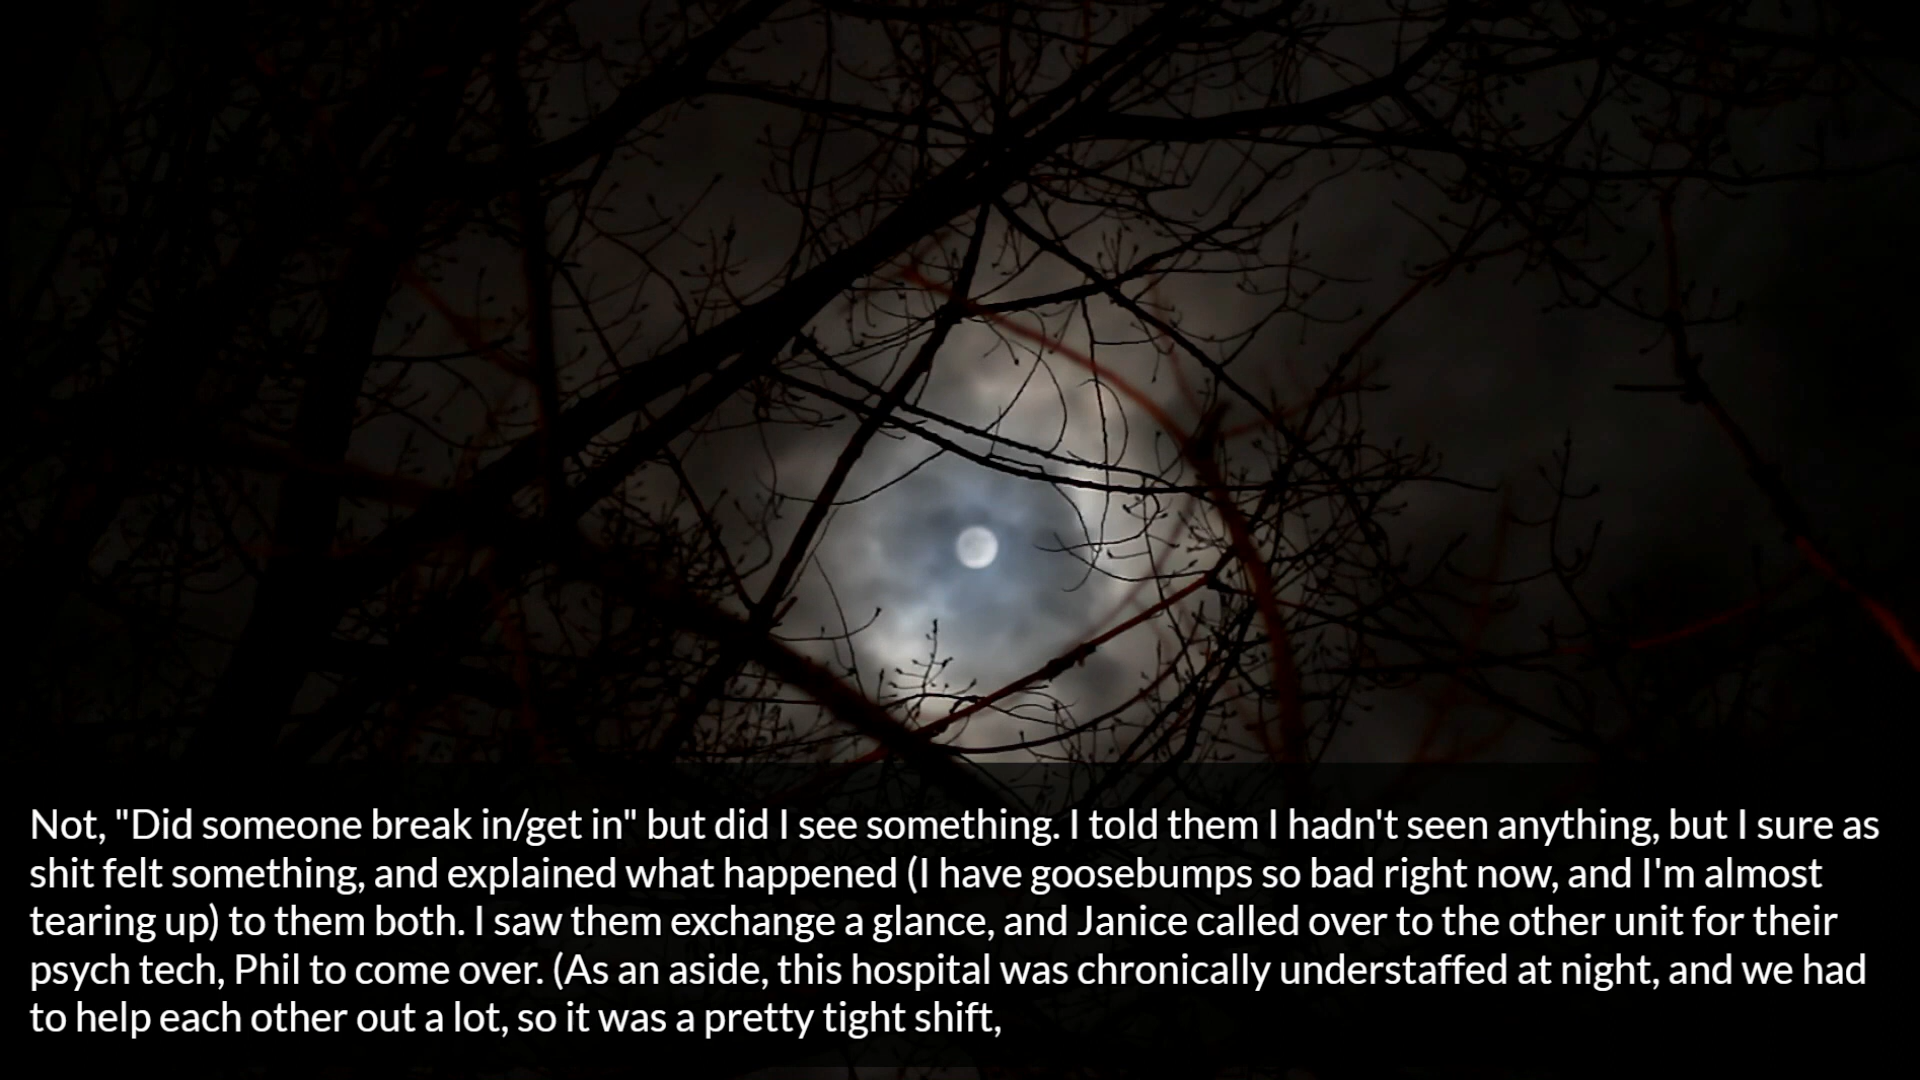 Not, "Did someone break in/get in" but did I see something. I told them I hadn't seen anything, but I sure as
shit felt something, and explained what happened (I have goosebumps so bad right now, and I'm almost
tearing up) to them both. I saw them exchange a glance, and Janice called over to the other unit for their
psych tech, Phil to come over. (As an aside, this hospital was chronically understaffed at night, and we had
to help each other out a lot, so it was a pretty tight shift,